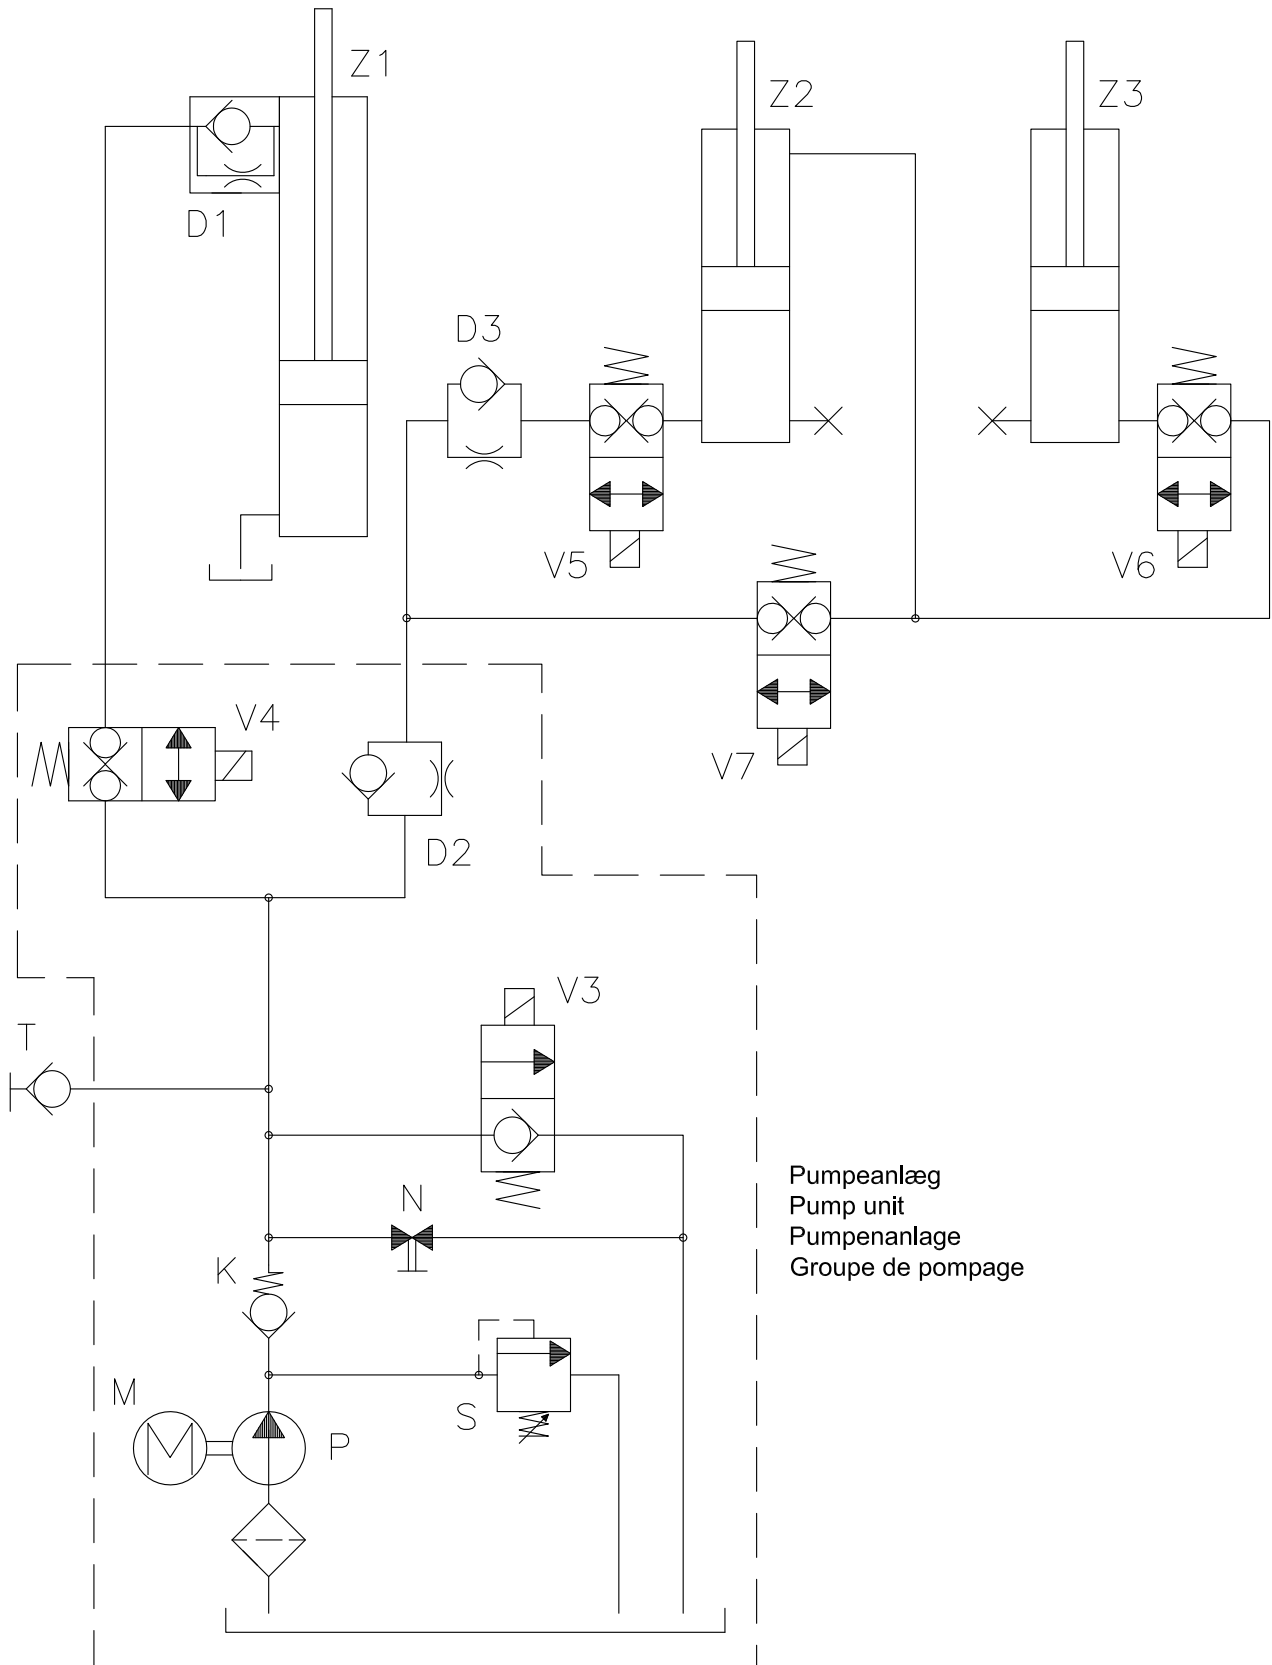 Z1
Z2
Z3
D1
D3
V5
V6
V4
V7
D2
V3
T
N
Pumpeanlæg
Pump unit
Pumpenanlage
Groupe de pompage
K
M
S
P